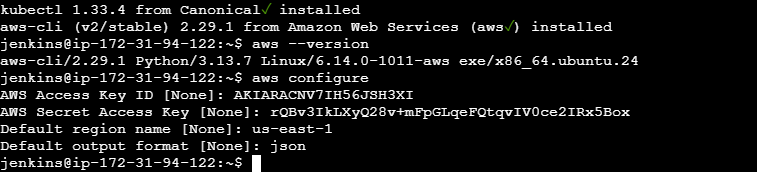 kubectl 1.33.4 from Canonical✓ installed
aws-cli (v2/stable) 2.29.1 from Amazon Web Services (aws✓) installed
jenkins@ip-172-31-94-122:~$ aws --version
aws-cli/2.29.1 Python/3.13.7 Linux/6.14.0-1011-aws exe/x86_64.ubuntu.24
jenkins@ip-172-31-94-122:~$ aws configure
AWS Access Key ID [None]: AKIARACNV7IH56JSH3XI
AWS Secret Access Key [None]: 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
Default region name [None]: us-east-1
Default output format [None]: json
jenkins@ip-172-31-94-122:~$